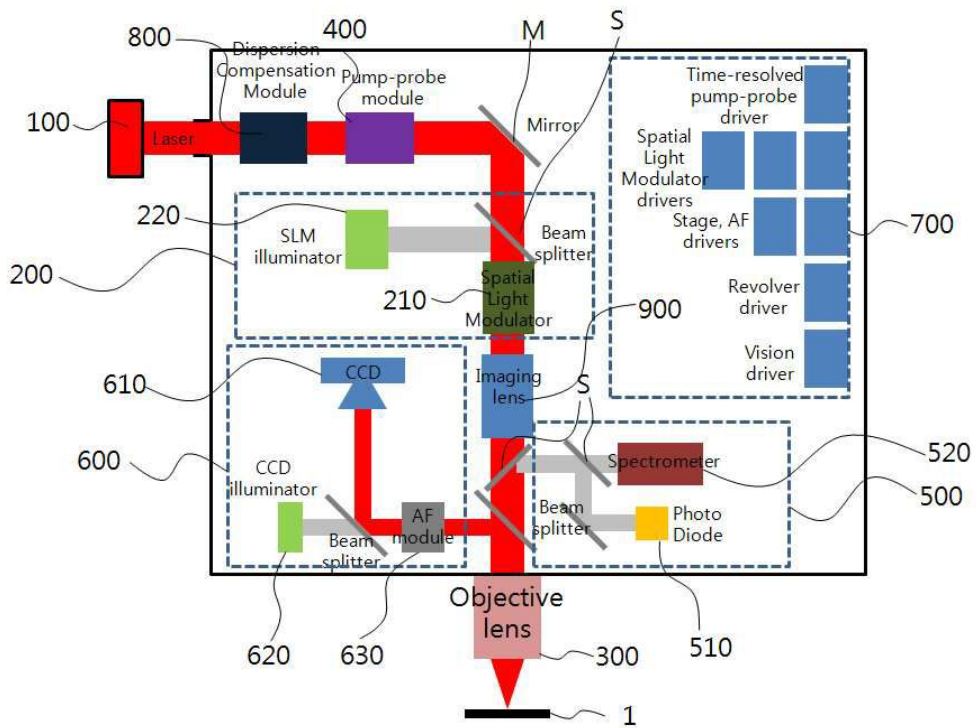 800
400
M
S
Dispersion
Compensation
Module
Pump-probe
module
Time-resolved
pump-probe
driver
100
Laser
Mirror
Spatial
Light
Modulator
drivers
220
SLM
illuminator
Beam
splitter
Stage, AF
drivers
700
200
210
Spatial
Light
Modulator
900
Revolver
driver
610
CCD
Imaging
lens
S
Vision
driver
600
CCD
illuminator
Spectrometer
520
500
Beam
splitter
AF
module
Beam
splitter
Photo
Diode
Objective
lens
620
630
300
510
1